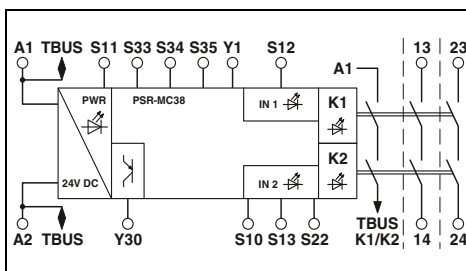 A1 TBUS S11 S33 S34 S35 Y1 S12 13 23
A1
PWR PSR-MC38 IN 1 K1
K2
24V DC IN 2
A2 TBUS Y30 S10 S13 S22 TBUS K1/K2 14 24